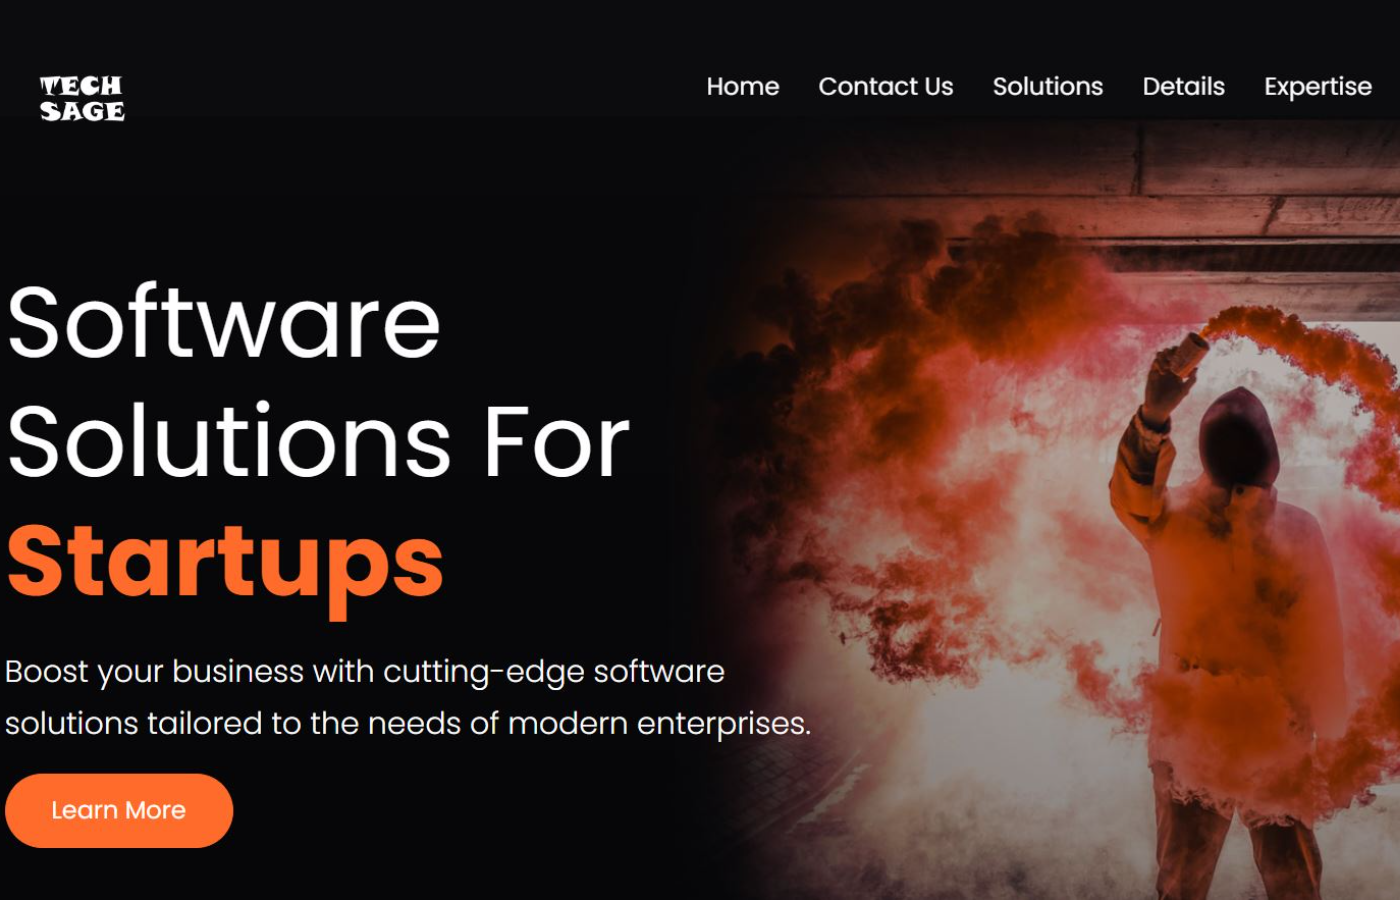 TECH
SAGE
Home Contact Us Solutions Details Expertise
Software
Solutions For
Startups
Boost your business with cutting-edge software
solutions tailored to the needs of modern enterprises.
Learn More